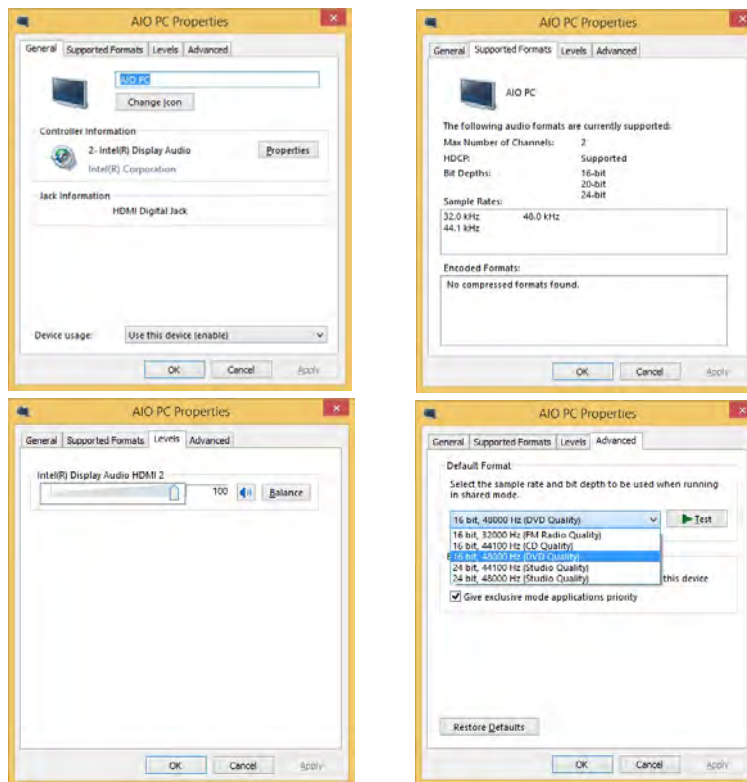 AIO PC Properties
General Supported Formats Levels Advanced
AIO PC
Change Icon
Controller Information
2- Intel(R) Display Audio Properties
Intel(R) Corporation
Jack Information
HDMI Digital Jack
Device usage: Use this device (enable)
OK Cancel Apply
AIO PC Properties
General Supported Formats Levels Advanced
AIO PC
The following audio formats are currently supported:
Max Number of Channels: 2
HDCP: Supported
Bit Depths: 16-bit
20-bit
24-bit
Sample Rates:
32.0 kHz 48.0 kHz
44.1 kHz
Encoded Formats:
No compressed formats found.
OK Cancel Apply
AIO PC Properties
General Supported Formats Levels Advanced
Intel(R) Display Audio HDMI 2
100 Balance
OK Cancel Apply
AIO PC Properties
General Supported Formats Levels Advanced
Default Format
Select the sample rate and bit depth to be used when running
in shared mode.
16 bit, 48000 Hz (DVD Quality) Test
16 bit, 32000 Hz (FM Radio Quality)
16 bit, 44100 Hz (CD Quality)
16 bit, 48000 Hz (DVD Quality)
24 bit, 44100 Hz (Studio Quality)
24 bit, 48000 Hz (Studio Quality) this device
Give exclusive mode applications priority
Restore Defaults
OK Cancel Apply